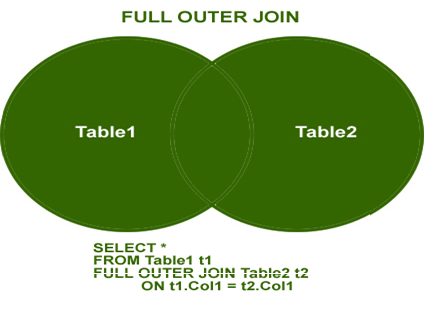 FULL OUTER JOIN
Table1 Table2
SELECT *
FROM Table1 t1
FULL OUTER JOIN Table2 t2
ON t1.Col1 = t2.Col1